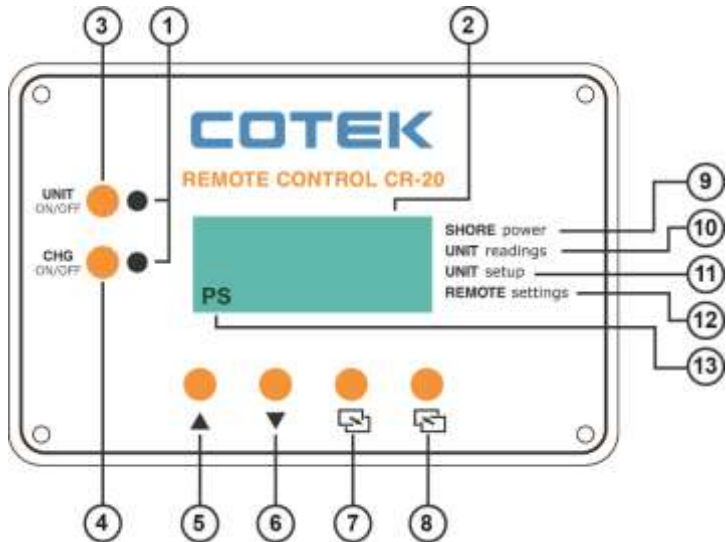 3
1
2
COTEK
REMOTE CONTROL CR-20
UNIT
ON/OFF
CHG
ON/OFF
PS
SHORE power
UNIT readings
UNIT setup
REMOTE settings
9
10
11
12
13
4
5
6
7
8